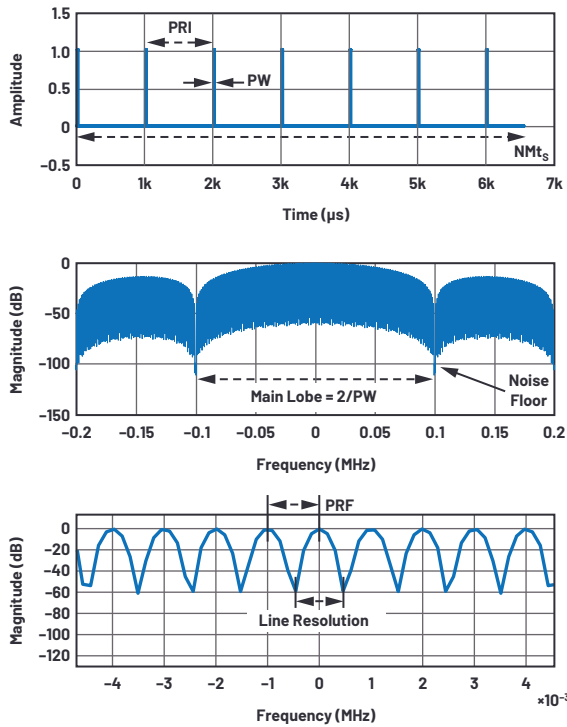 1.5
1.0
0.5
0
–0.5
Amplitude
PRI
PW
NMtS
0 1k 2k 3k 4k 5k 6k 7k
Time (µs)
0
–50
–100
–150
Magnitude (dB)
Main Lobe = 2/PW
Noise
Floor
–0.2 –0.15 –0.1 –0.05 0 0.05 0.1 0.15 0.2
Frequency (MHz)
PRF
0
–20
–40
–60
–80
–100
–120
Magnitude (dB)
Line Resolution
–4 –3 –2 –1 0 1 2 3 4
×10–3
Frequency (MHz)